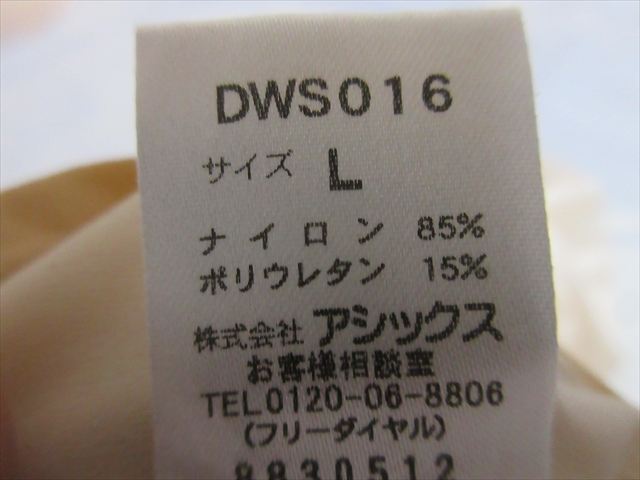 DWS016
サイズ L
ナイロン 85%
ポリウレタン 15%
株式会社 アシックス
お客様相談室
TEL0120-06-8806
(フリーダイヤル)
8830512